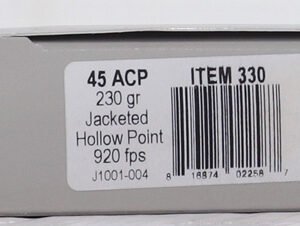 45 ACP
ITEM 330
230 gr
Jacketed
Hollow Point
920 fps
J1001-004
8 16874 02258 7